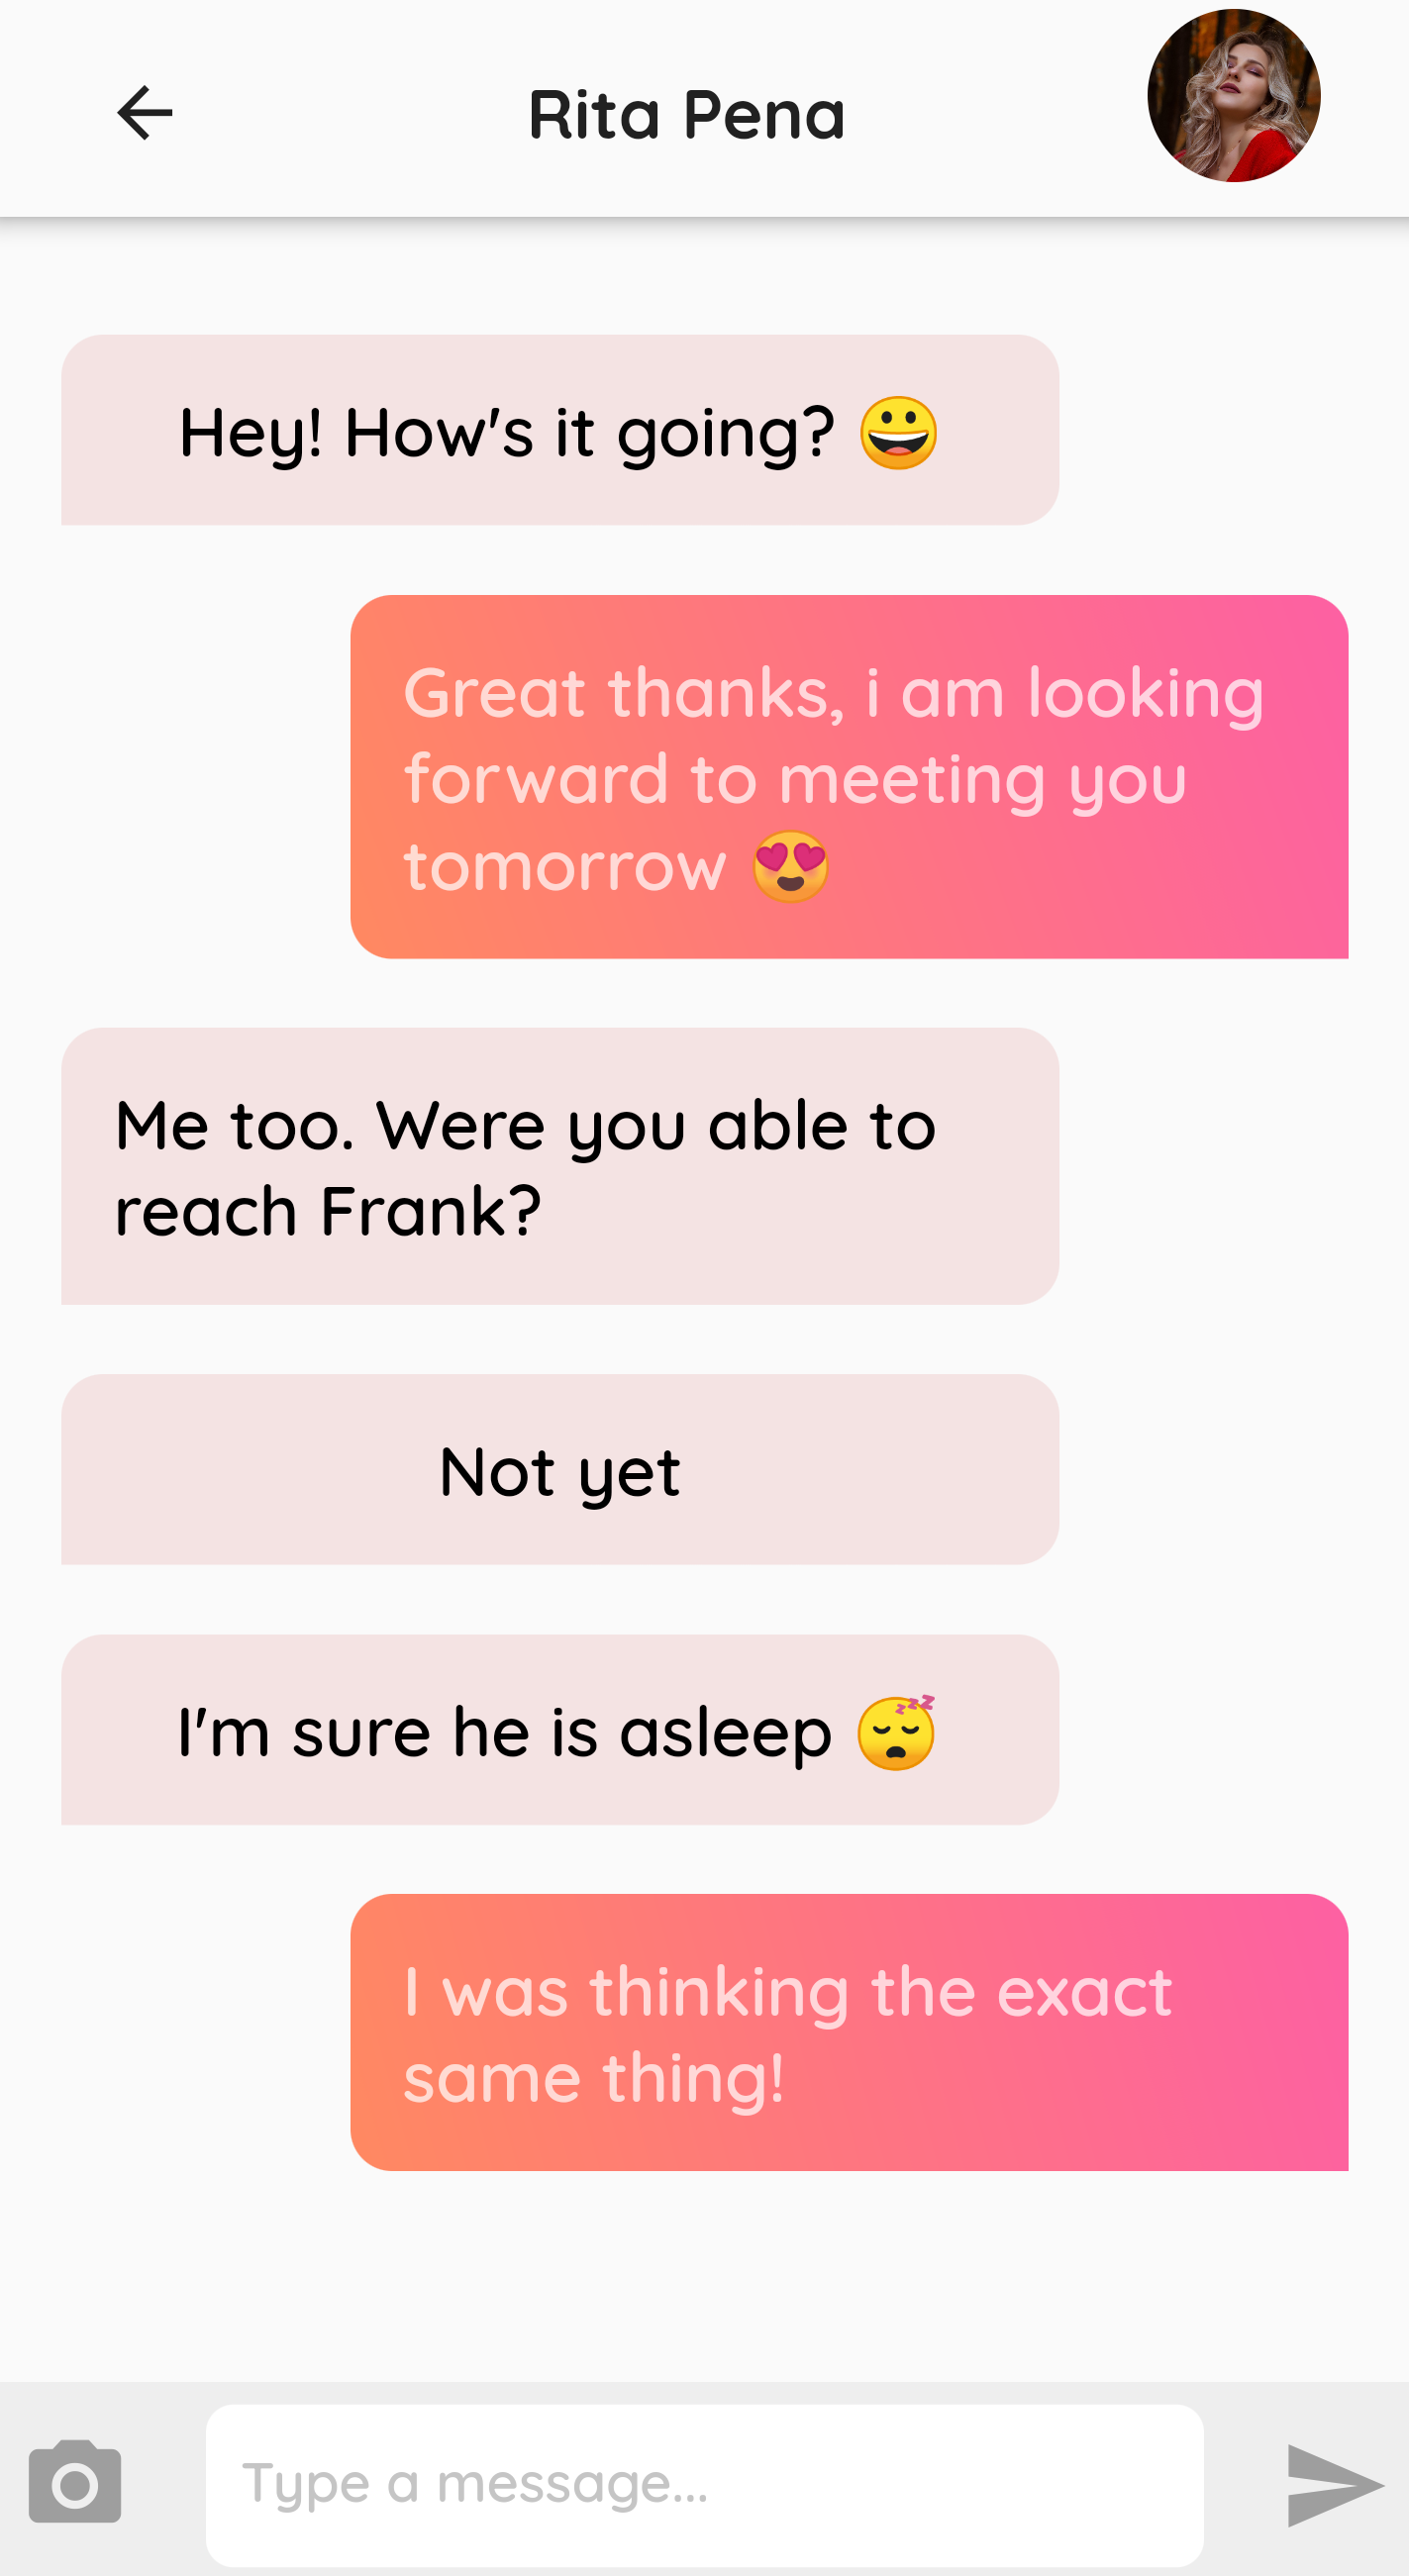 Rita Pena
Hey! How's it going? 😀
Great thanks, i am looking
forward to meeting you
tomorrow 😍
Me too. Were you able to
reach Frank?
Not yet
I'm sure he is asleep 😴
I was thinking the exact
same thing!
Type a message...